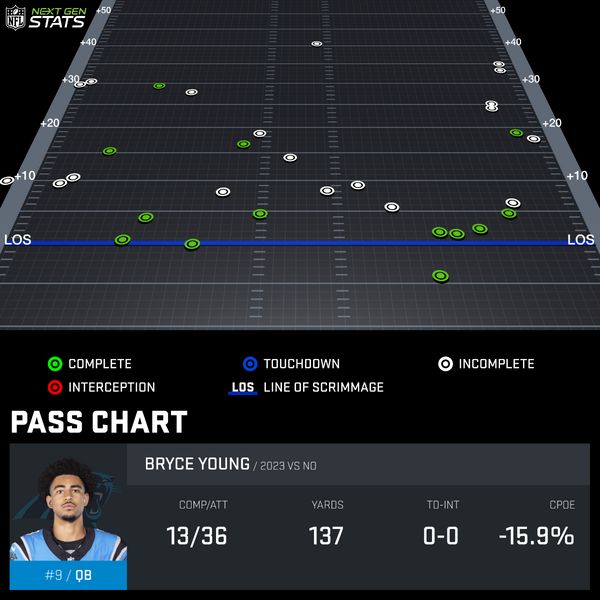 NFL NEXT GEN STATS
+50 +50
+40 +40
+30 +30
+20 +20
+10 +10
LOS LOS
COMPLETE TOUCHDOWN INCOMPLETE
INTERCEPTION LOS LINE OF SCRIMMAGE
PASS CHART
BRYCE YOUNG / 2023 VS NO
COMP/ATT YARDS TD-INT CPOE
13/36 137 0-0 -15.9%
#9 / QB